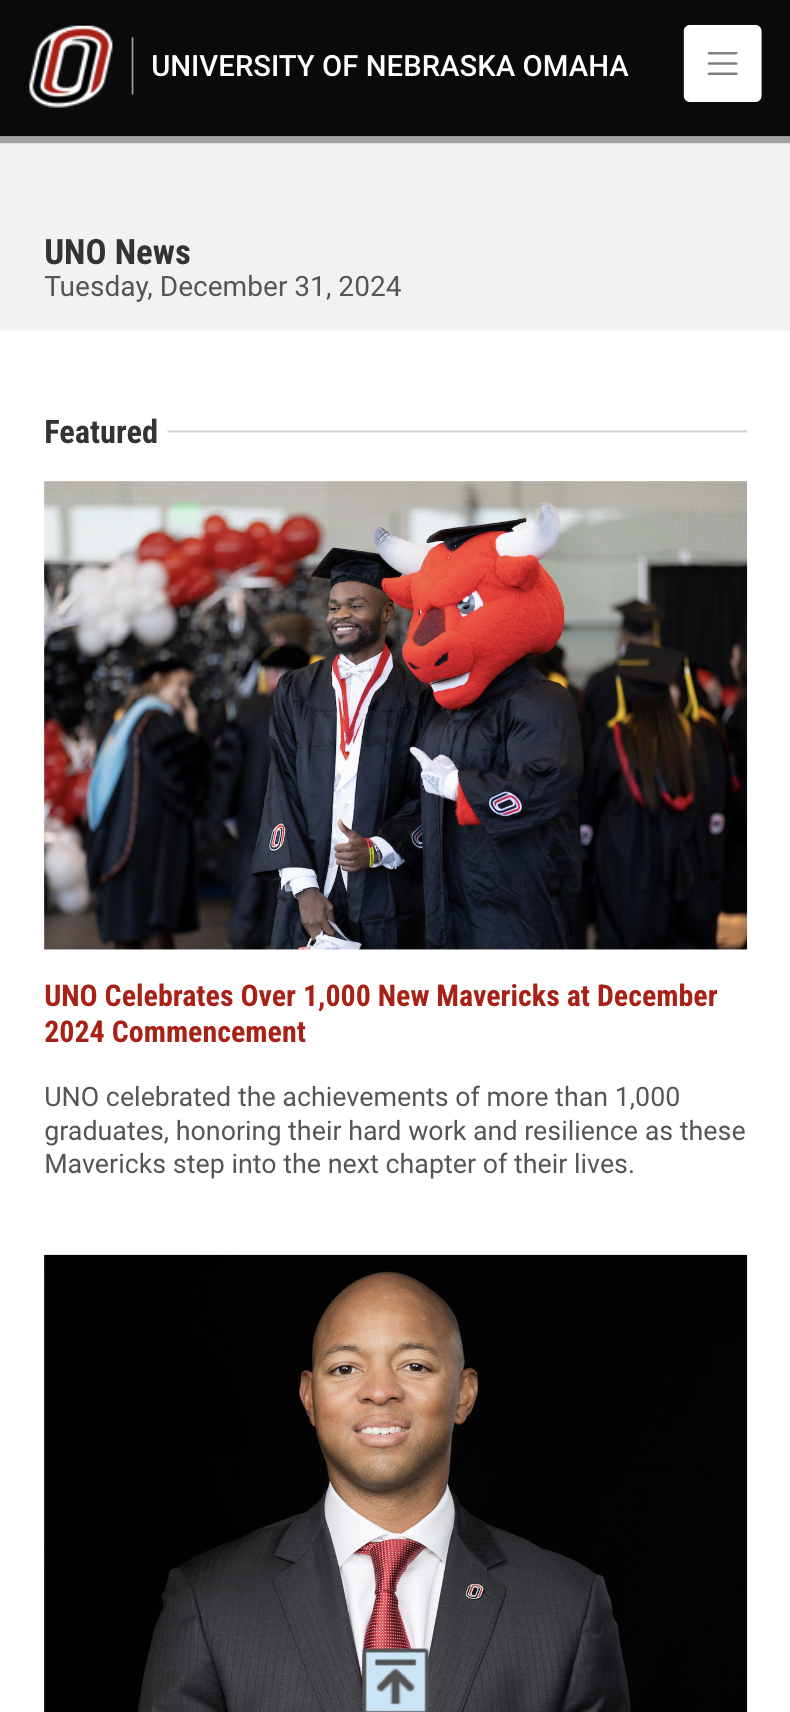 UNIVERSITY OF NEBRASKA OMAHA
UNO News
Tuesday, December 31, 2024
Featured
UNO Celebrates Over 1,000 New Mavericks at December
2024 Commencement
UNO celebrated the achievements of more than 1,000
graduates, honoring their hard work and resilience as these
Mavericks step into the next chapter of their lives.